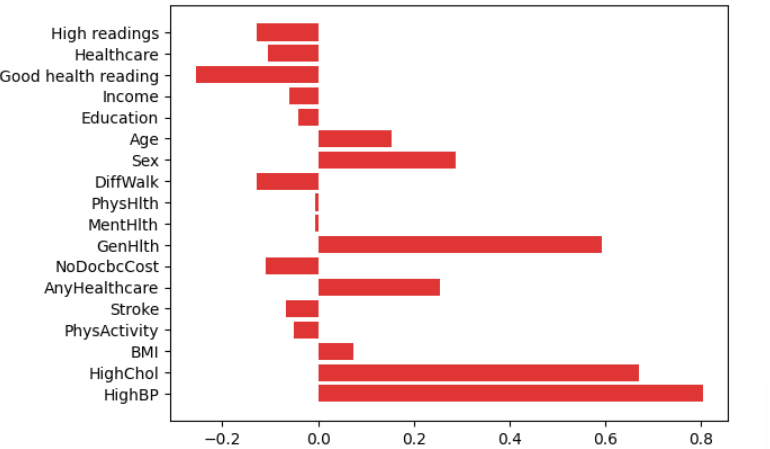 High readings
Healthcare
Good health reading
Income
Education
Age
Sex
DiffWalk
PhysHlth
MentHlth
GenHlth
NoDocbcCost
AnyHealthcare
Stroke
PhysActivity
BMI
HighChol
HighBP
−0.2 0.0 0.2 0.4 0.6 0.8